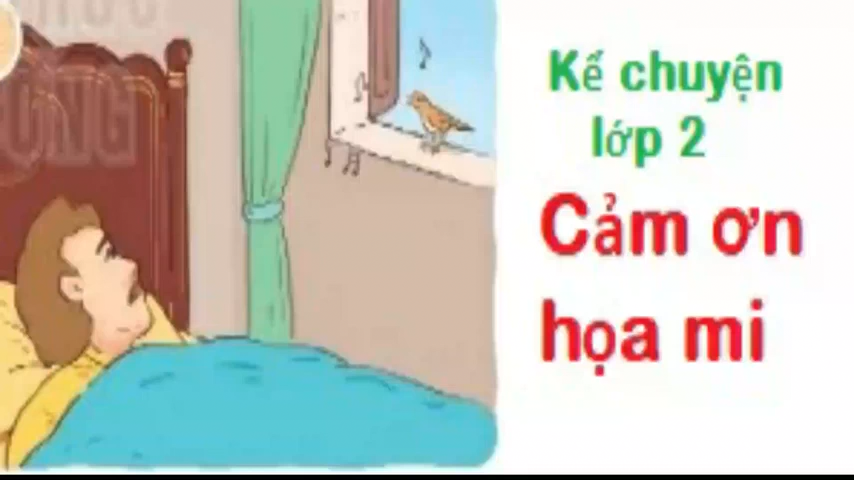 Kể chuyện
lớp 2
Cảm ơn
họa mi